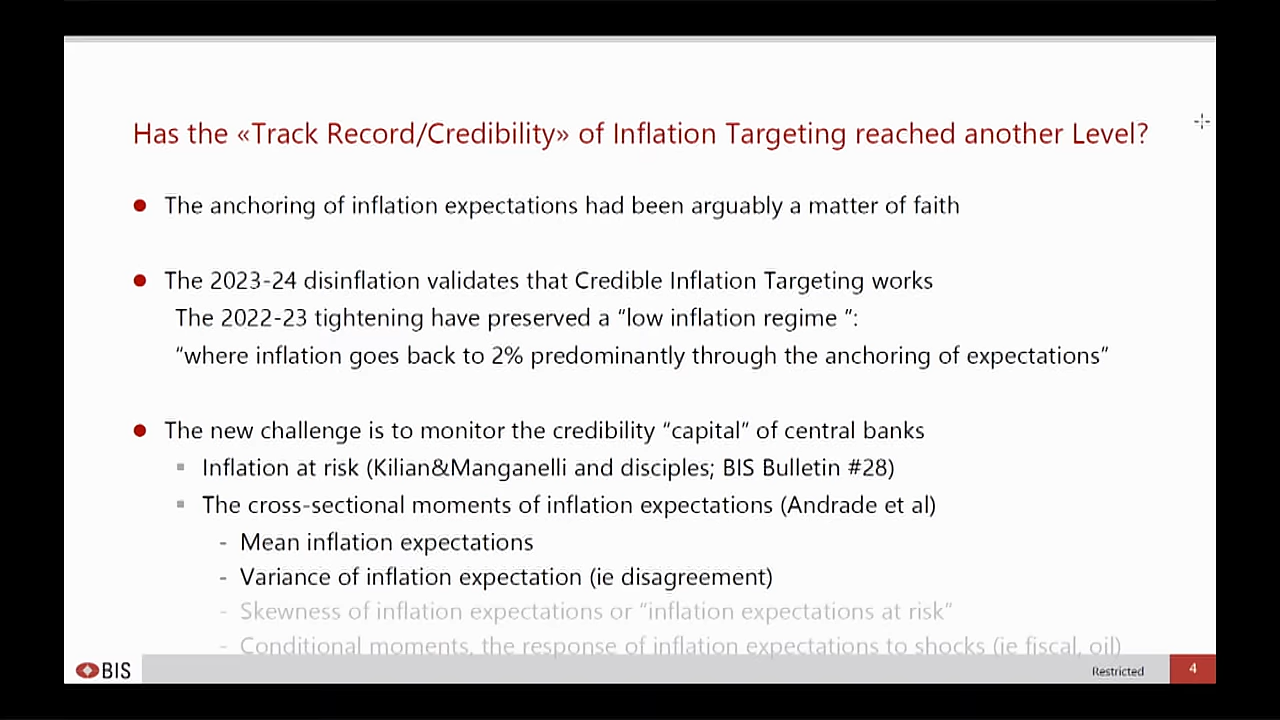 Has the «Track Record/Credibility» of Inflation Targeting reached another Level?
● The anchoring of inflation expectations had been arguably a matter of faith
● The 2023-24 disinflation validates that Credible Inflation Targeting works
The 2022-23 tightening have preserved a “low inflation regime ”:
“where inflation goes back to 2% predominantly through the anchoring of expectations”
● The new challenge is to monitor the credibility “capital” of central banks
▪ Inflation at risk (Kilian&Manganelli and disciples; BIS Bulletin #28)
▪ The cross-sectional moments of inflation expectations (Andrade et al)
- Mean inflation expectations
- Variance of inflation expectation (ie disagreement)
- Skewness of inflation expectations or “inflation expectations at risk”
- Conditional moments, the response of inflation expectations to shocks (ie fiscal, oil)
BIS
Restricted
4